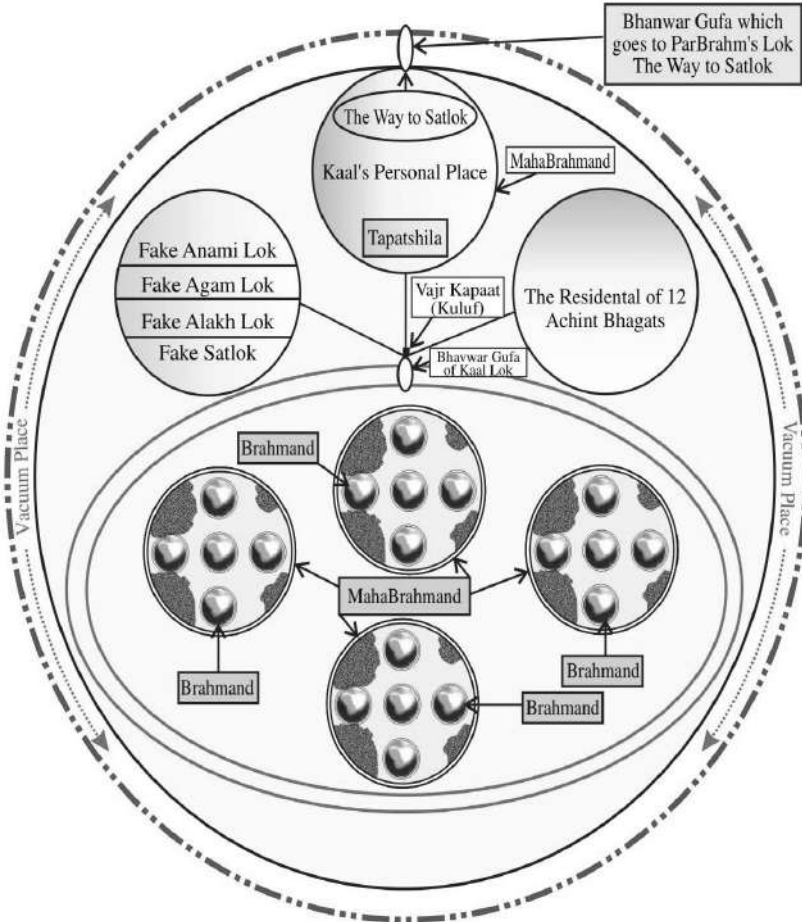 Bhanwar Gufa which
goes to ParBrahm's Lok
The Way to Satlok
The Way to Satlok
Kaal's Personal Place
MahaBrahmand
Tapatshila
Fake Anami Lok
Fake Agam Lok
Fake Alakh Lok
Fake Satlok
Vajr Kapaat
(Kuluf)
The Residental of 12
Achint Bhagats
Bhavwar Gufa
of Kaal Lok
Vacuum Place
Vacuum Place
Brahmand
MahaBrahmand
Brahmand
Brahmand
Brahmand